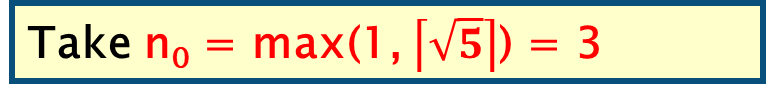 Take n₀ = max(1, ⌈√5⌉) = 3